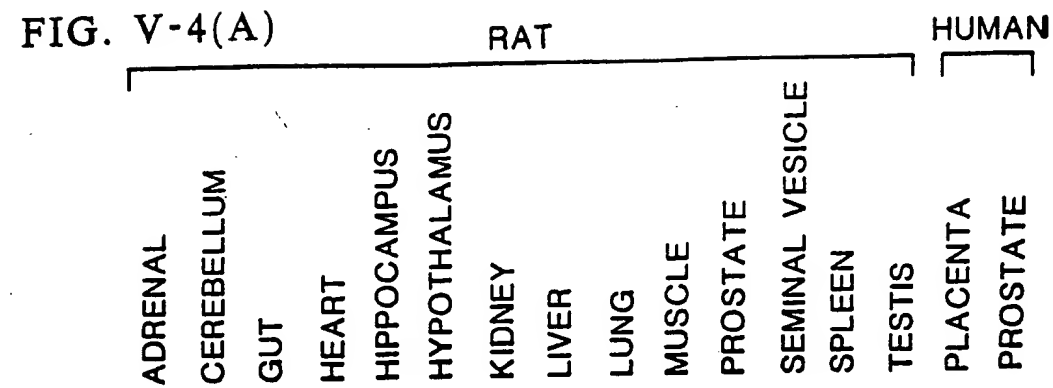 FIG. V-4(A)
RAT
HUMAN
ADRENAL
CEREBELLUM
GUT
HEART
HIPPOCAMPUS
HYPOTHALAMUS
KIDNEY
LIVER
LUNG
MUSCLE
PROSTATE
SEMINAL VESICLE
SPLEEN
TESTIS
PLACENTA
PROSTATE